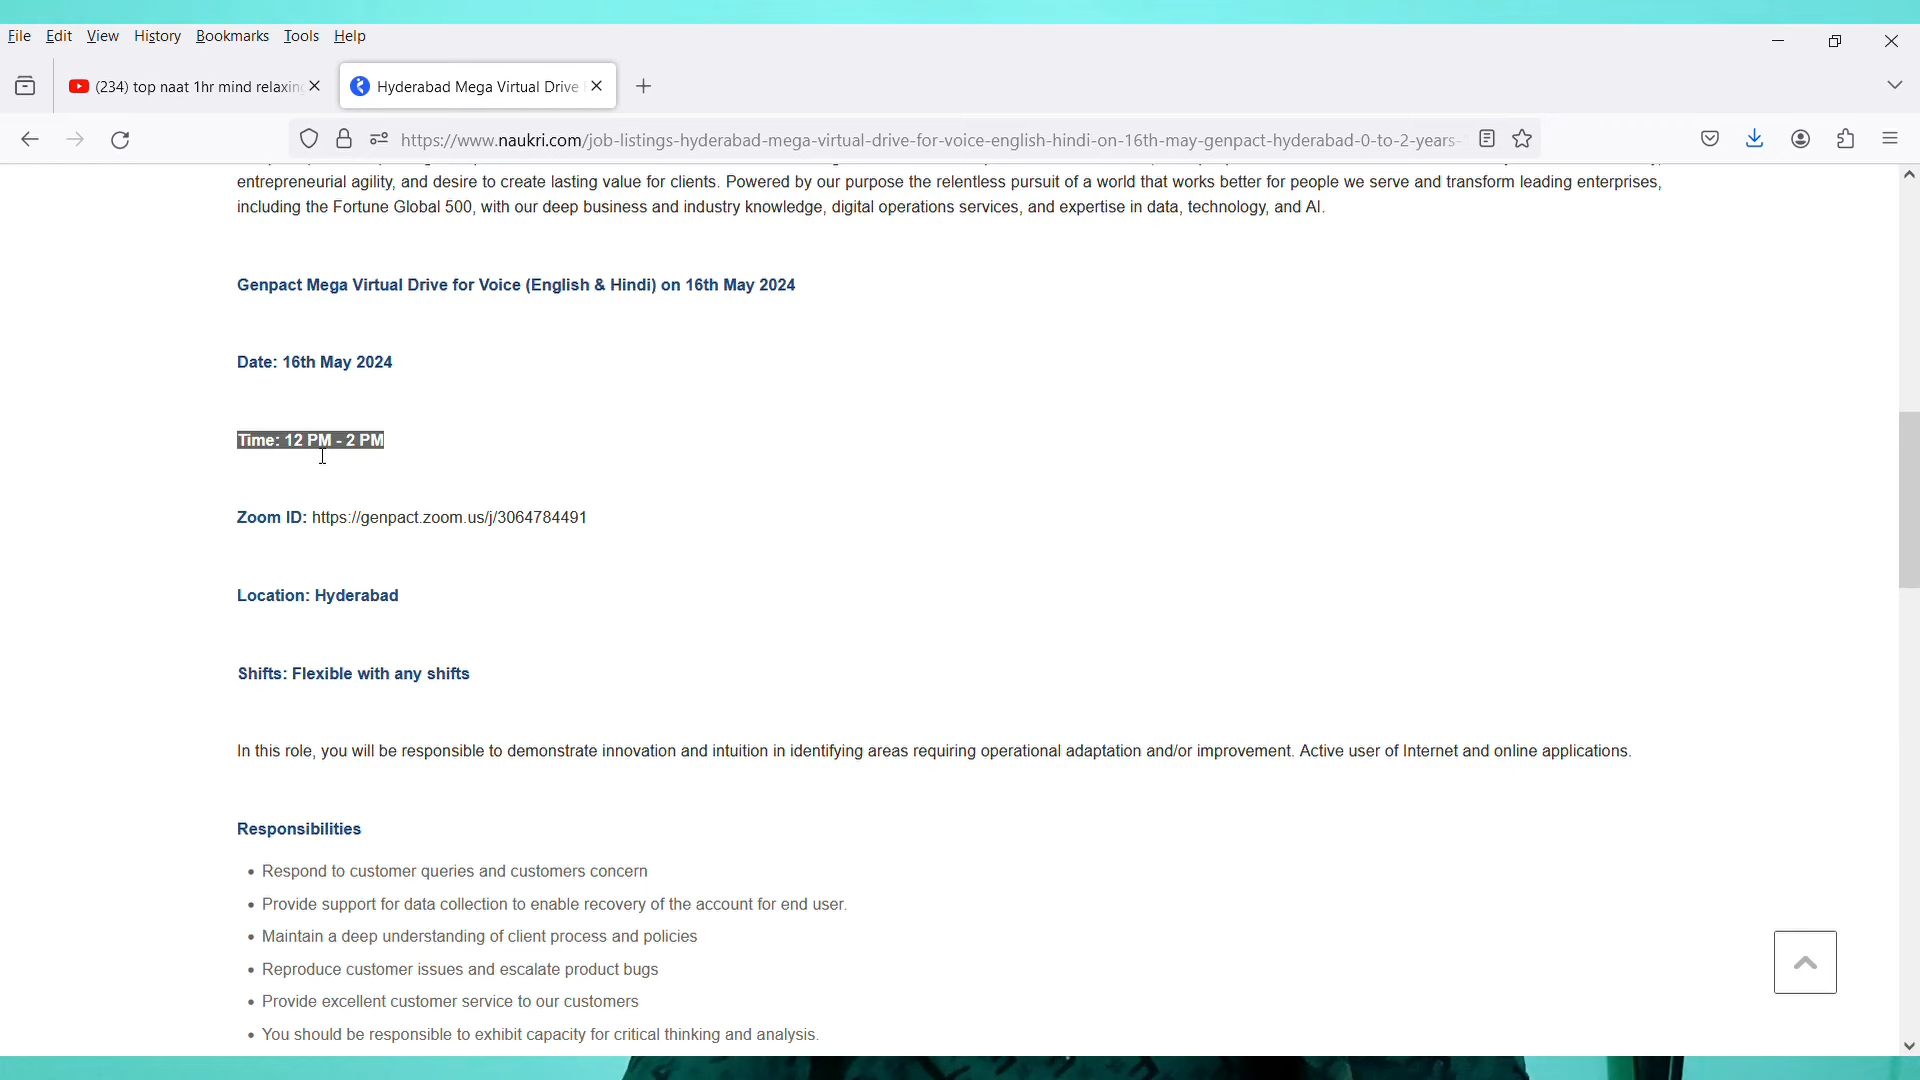 File Edit View History Bookmarks Tools Help
(234) top naat 1hr mind relaxing
Hyderabad Mega Virtual Drive
https://www.naukri.com/job-listings-hyderabad-mega-virtual-drive-for-voice-english-hindi-on-16th-may-genpact-hyderabad-0-to-2-years-
entrepreneurial agility, and desire to create lasting value for clients. Powered by our purpose the relentless pursuit of a world that works better for people we serve and transform leading enterprises,
including the Fortune Global 500, with our deep business and industry knowledge, digital operations services, and expertise in data, technology, and AI.
Genpact Mega Virtual Drive for Voice (English & Hindi) on 16th May 2024
Date: 16th May 2024
Time: 12 PM - 2 PM
Zoom ID: https://genpact.zoom.us/j/3064784491
Location: Hyderabad
Shifts: Flexible with any shifts
In this role, you will be responsible to demonstrate innovation and intuition in identifying areas requiring operational adaptation and/or improvement. Active user of Internet and online applications.
Responsibilities
• Respond to customer queries and customers concern
• Provide support for data collection to enable recovery of the account for end user.
• Maintain a deep understanding of client process and policies
• Reproduce customer issues and escalate product bugs
• Provide excellent customer service to our customers
• You should be responsible to exhibit capacity for critical thinking and analysis.